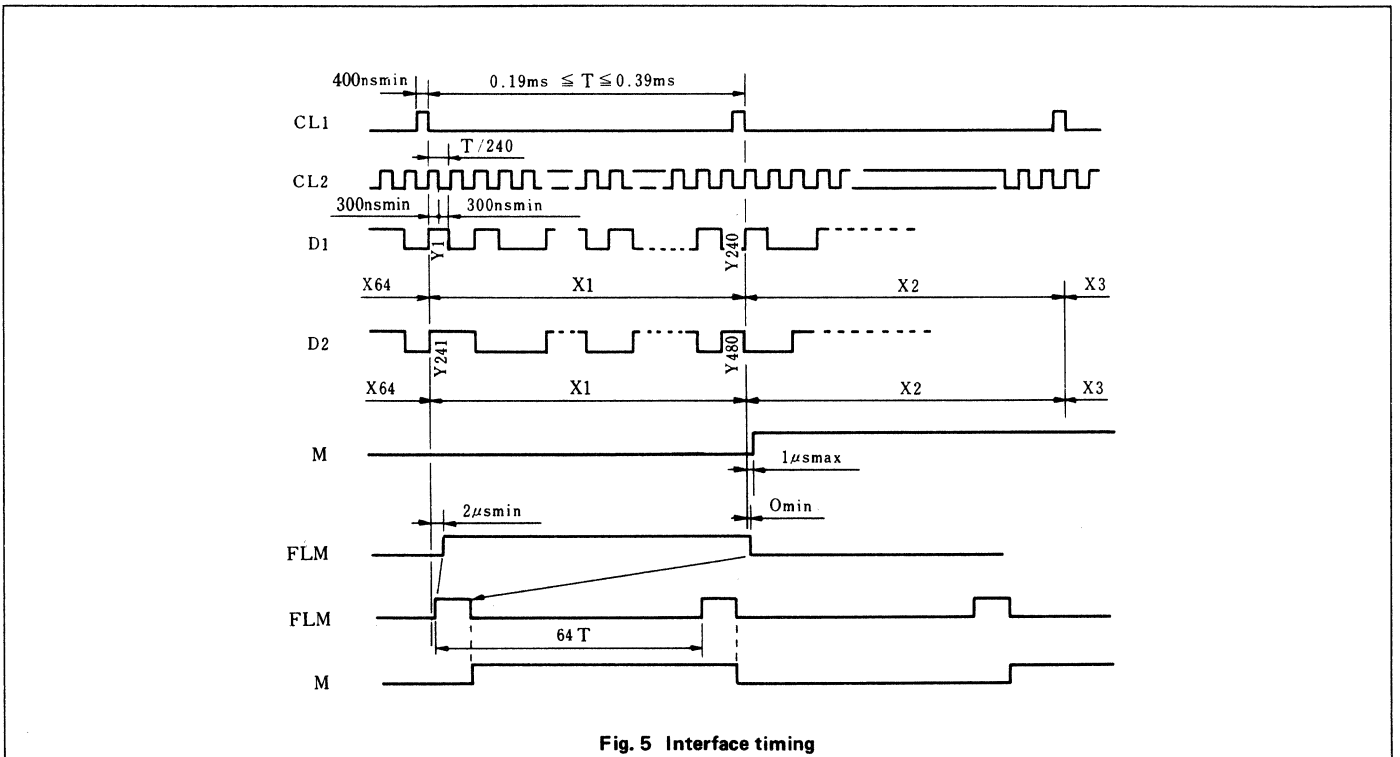 400nsmin 0.19ms ≦ T ≦ 0.39ms
CL1
T/240
CL2
300nsmin 300nsmin
D1 Y1 Y240
X64 X1 X2 X3
D2 Y241 Y480
X64 X1 X2 X3
M
1μsmax
2μsmin Omin
FLM
FLM
64T
M
Fig. 5 Interface timing